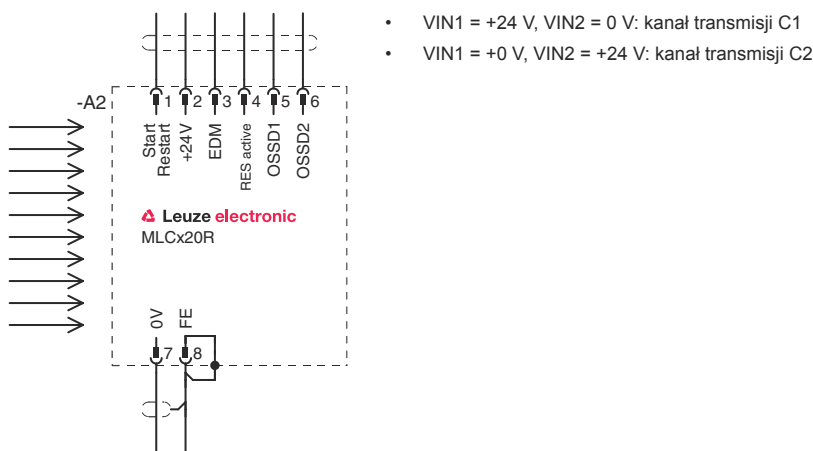 • VIN1 = +24 V, VIN2 = 0 V: kanał transmisji C1
• VIN1 = +0 V, VIN2 = +24 V: kanał transmisji C2
-A2
1 2 3 4 5 6
Start
Restart
+24V
EDM
RES active
OSSD1
OSSD2
Leuze electronic
MLCx20R
0V
FE
7 8